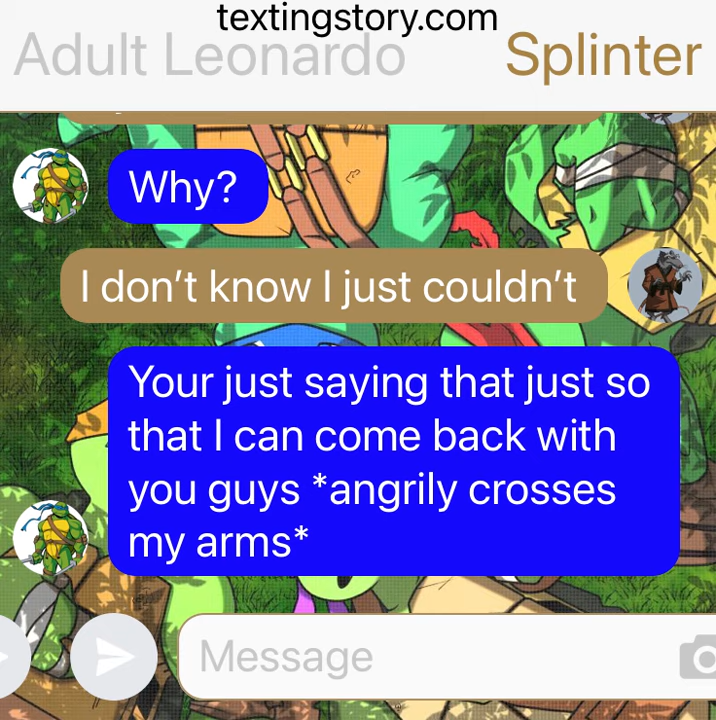 textingstory.com
Adult Leonardo Splinter
Why?
I don't know I just couldn't
Your just saying that just so
that I can come back with
you guys *angrily crosses
my arms*
Message